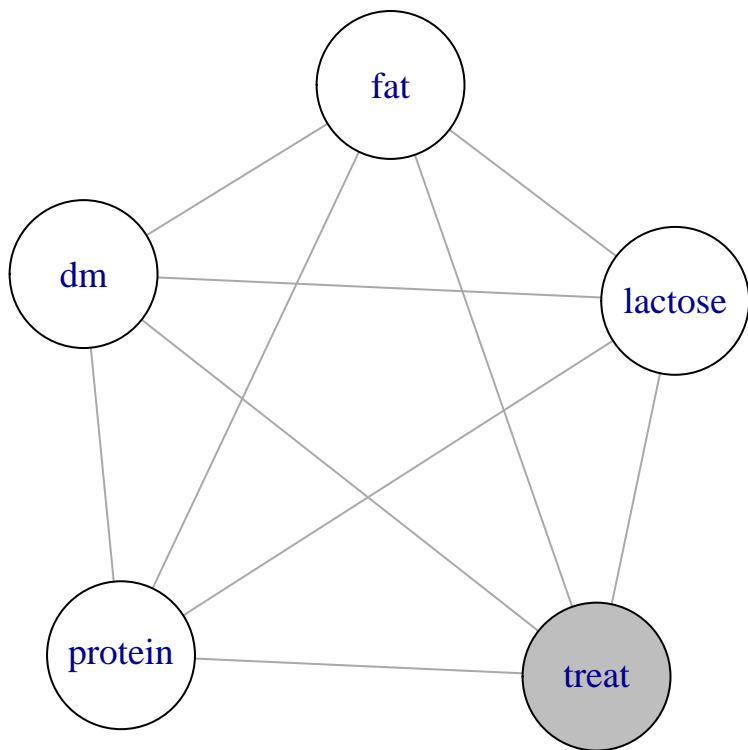 fat
dm
lactose
protein
treat